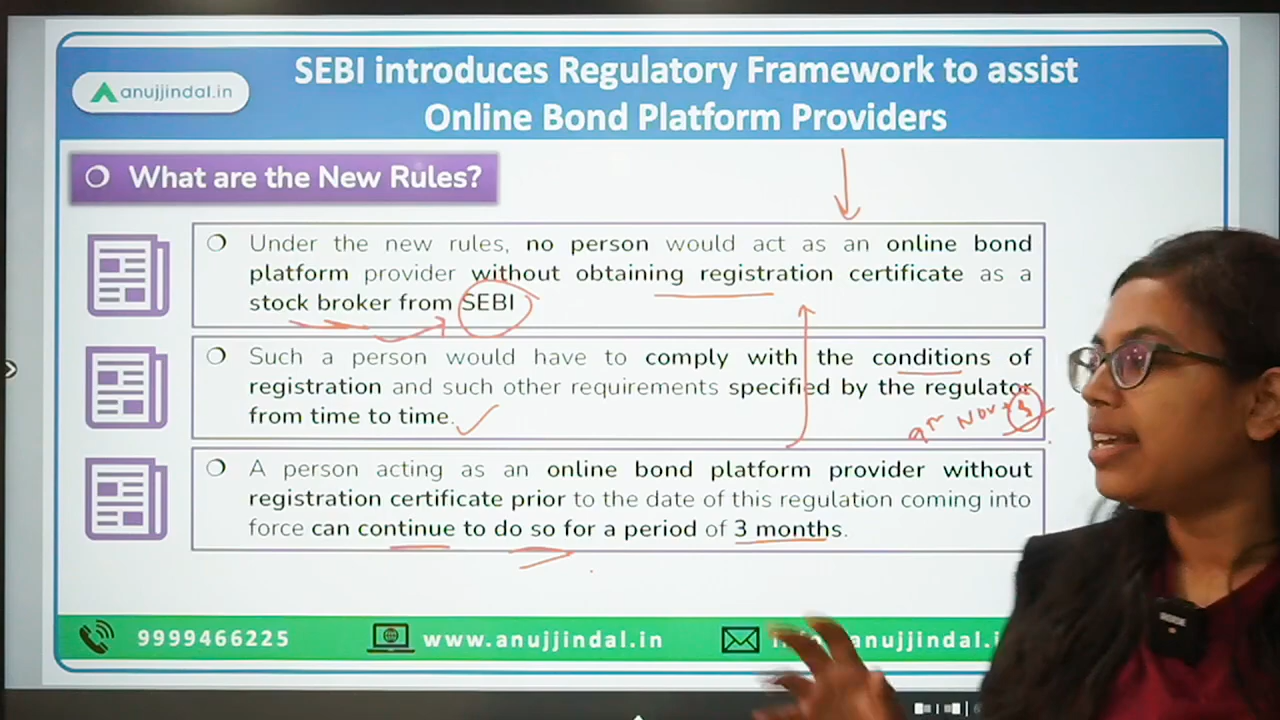 SEBI introduces Regulatory Framework to assist
anujjindal.in
Online Bond Platform Providers
What are the New Rules?
Under the new rules, no person would act as an online bond
platform provider without obtaining registration certificate as a
stock broker from SEBI
Such a person would have to comply with the conditions of
registration and such other requirements specified by the regulator
from time to time.
9th Nov + 3
A person acting as an online bond platform provider without
registration certificate prior to the date of this regulation coming into
force can continue to do so for a period of 3 months.
9999466225
www.anujjindal.in
anujjindal.i